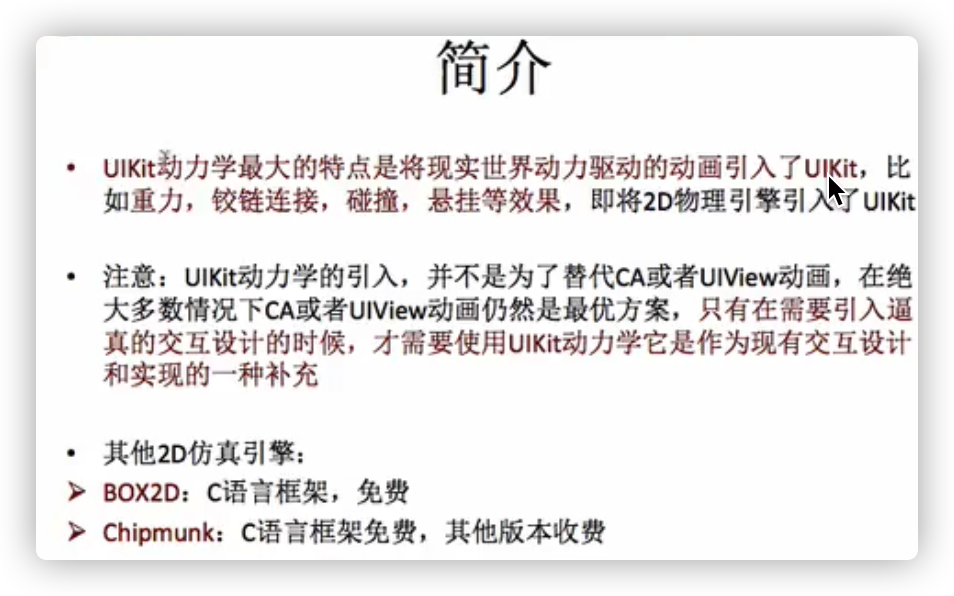 简介
• UIKit动力学最大的特点是将现实世界动力驱动的动画引入了UIKit，比
如重力，铰链连接，碰撞，悬挂等效果，即将2D物理引擎引入了 UIKit
• 注意：UIKit动力学的引入，并不是为了替代CA或者UIView动画，在绝
大多数情况下CA或者UIView动画仍然是最优方案，只有在需要引入逼
真的交互设计的时候，才需要使用UIKit动力学它是作为现有交互设计
和实现的一种补充
• 其他2D仿真引擎：
➢ BOX2D：C语言框架，免费
➢ Chipmunk：C语言框架免费，其他版本收费